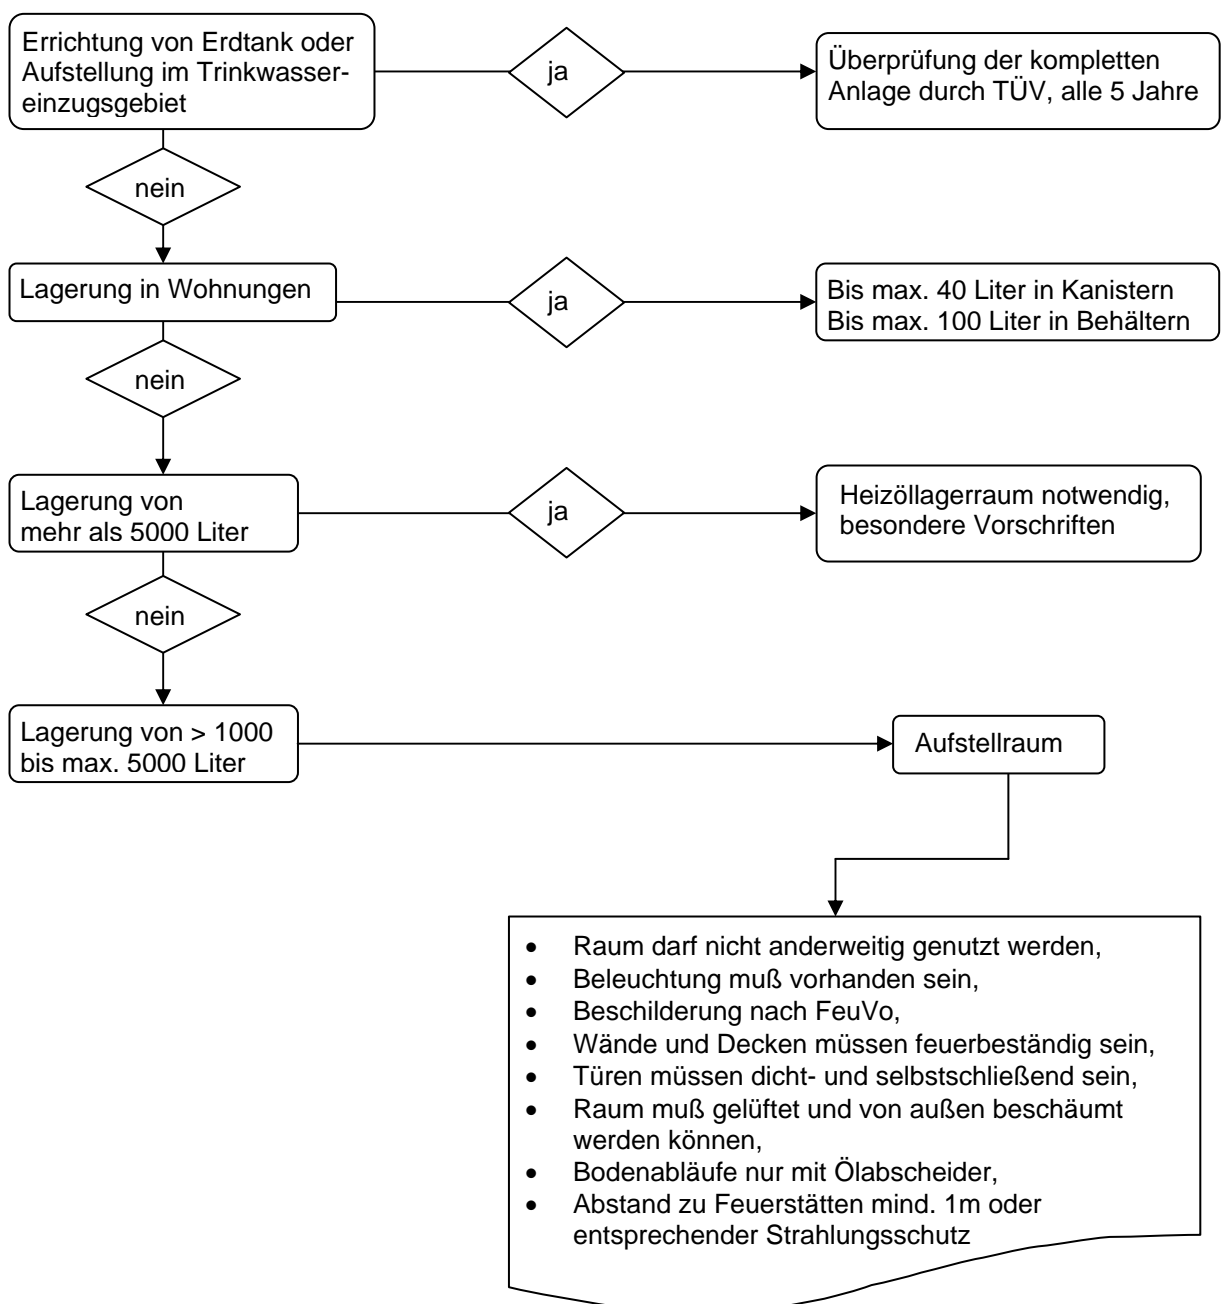 Errichtung von Erdtank oder
Aufstellung im Trinkwasser-
einzugsgebiet
ja
Überprüfung der kompletten
Anlage durch TÜV, alle 5 Jahre
nein
Lagerung in Wohnungen
ja
Bis max. 40 Liter in Kanistern
Bis max. 100 Liter in Behältern
nein
Lagerung von
mehr als 5000 Liter
ja
Heizöllagerraum notwendig,
besondere Vorschriften
nein
Lagerung von > 1000
bis max. 5000 Liter
Aufstellraum
• Raum darf nicht anderweitig genutzt werden,
• Beleuchtung muß vorhanden sein,
• Beschilderung nach FeuVo,
• Wände und Decken müssen feuerbeständig sein,
• Türen müssen dicht- und selbstschließend sein,
• Raum muß gelüftet und von außen beschäumt
werden können,
• Bodenabläufe nur mit Ölabscheider,
• Abstand zu Feuerstätten mind. 1m oder
entsprechender Strahlungsschutz